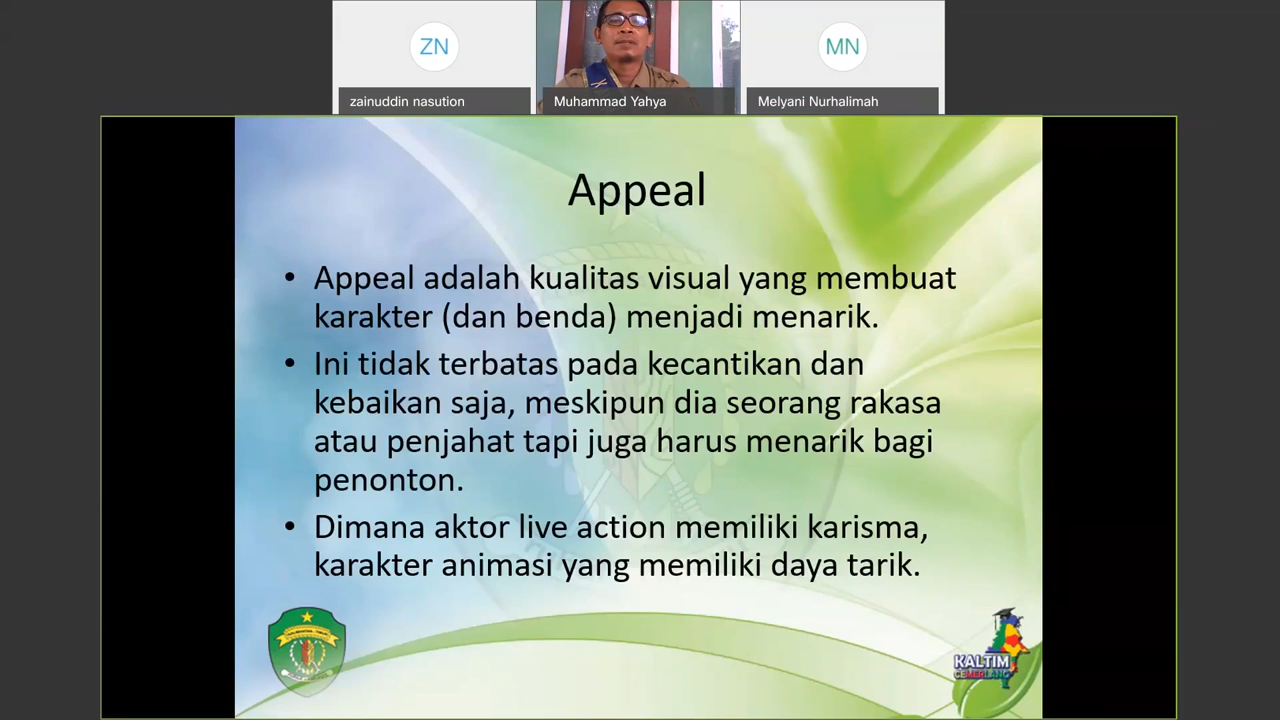 ZN
MN
zainuddin nasution
Muhammad Yahya
Melyani Nurhalimah
Appeal
• Appeal adalah kualitas visual yang membuat
karakter (dan benda) menjadi menarik.
• Ini tidak terbatas pada kecantikan dan
kebaikan saja, meskipun dia seorang rakasa
atau penjahat tapi juga harus menarik bagi
penonton.
• Dimana aktor live action memiliki karisma,
karakter animasi yang memiliki daya tarik.
KALTIM
CEMERLANG